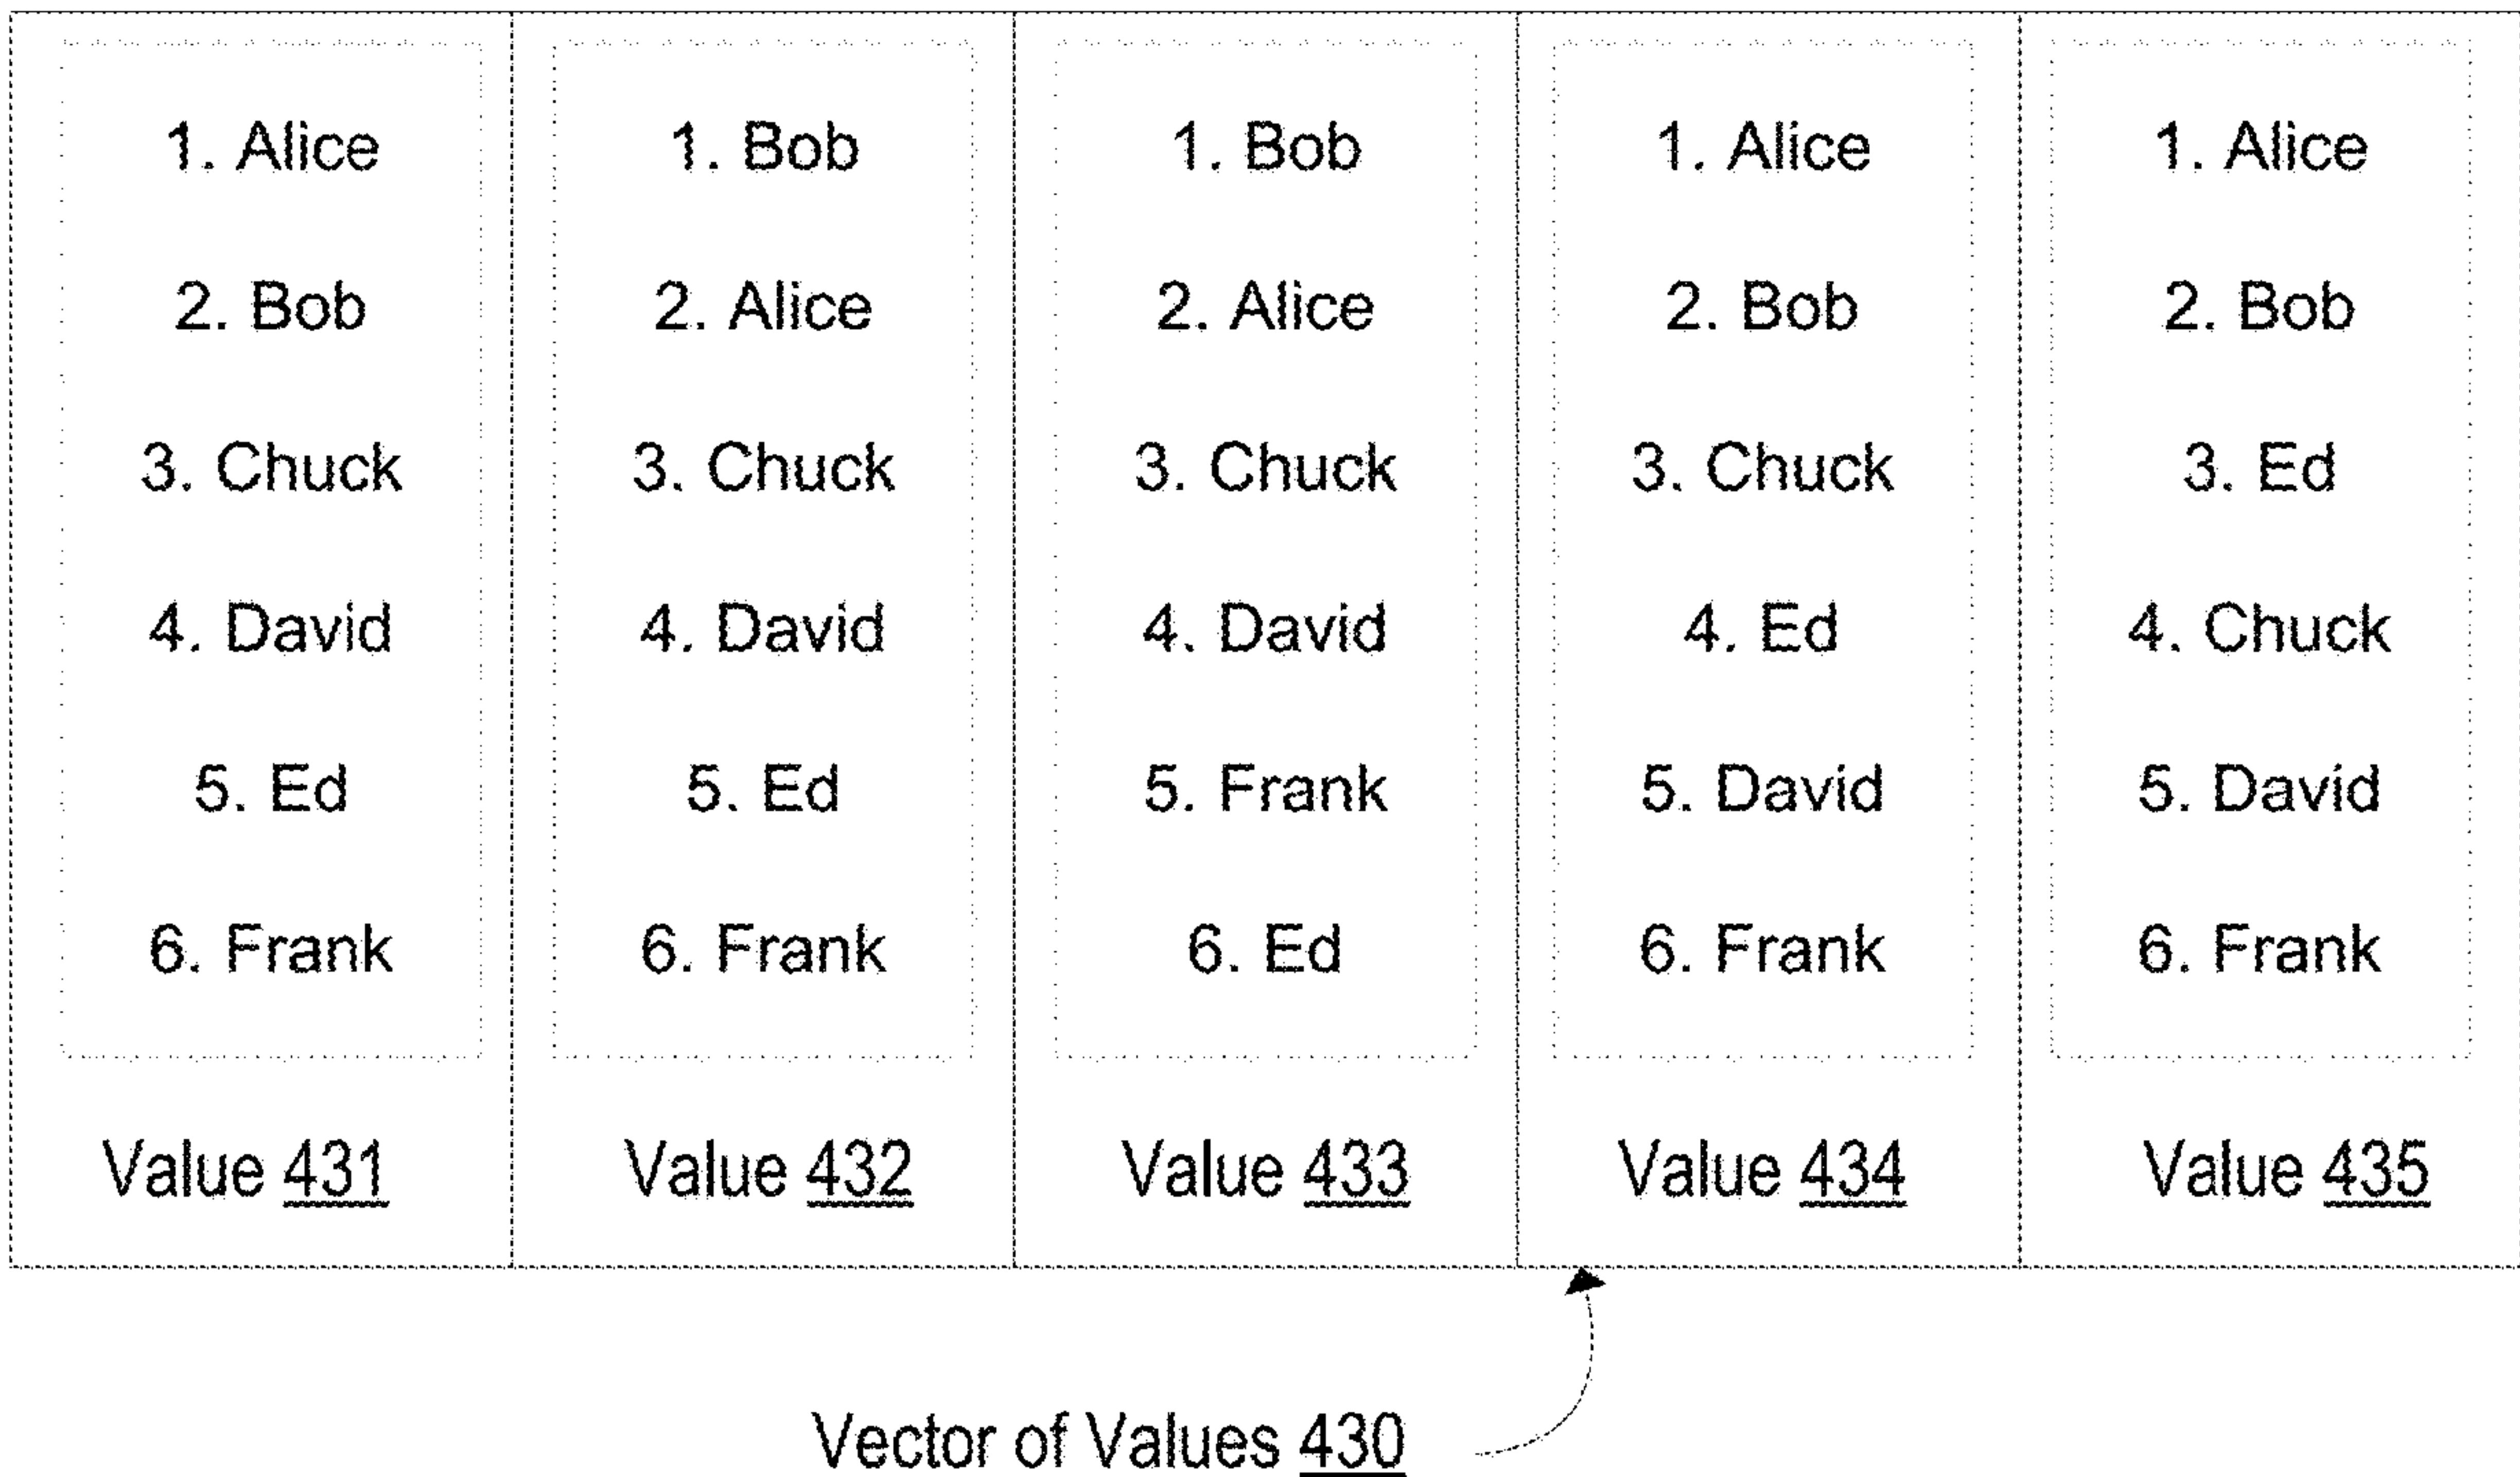 1. Alice
2. Bob
3. Chuck
4. David
5. Ed
6. Frank
Value 431
1. Bob
2. Alice
3. Chuck
4. David
5. Ed
6. Frank
Value 432
1. Bob
2. Alice
3. Chuck
4. David
5. Frank
6. Ed
Value 433
1. Alice
2. Bob
3. Chuck
4. Ed
5. David
6. Frank
Value 434
1. Alice
2. Bob
3. Ed
4. Chuck
5. David
6. Frank
Value 435
Vector of Values 430